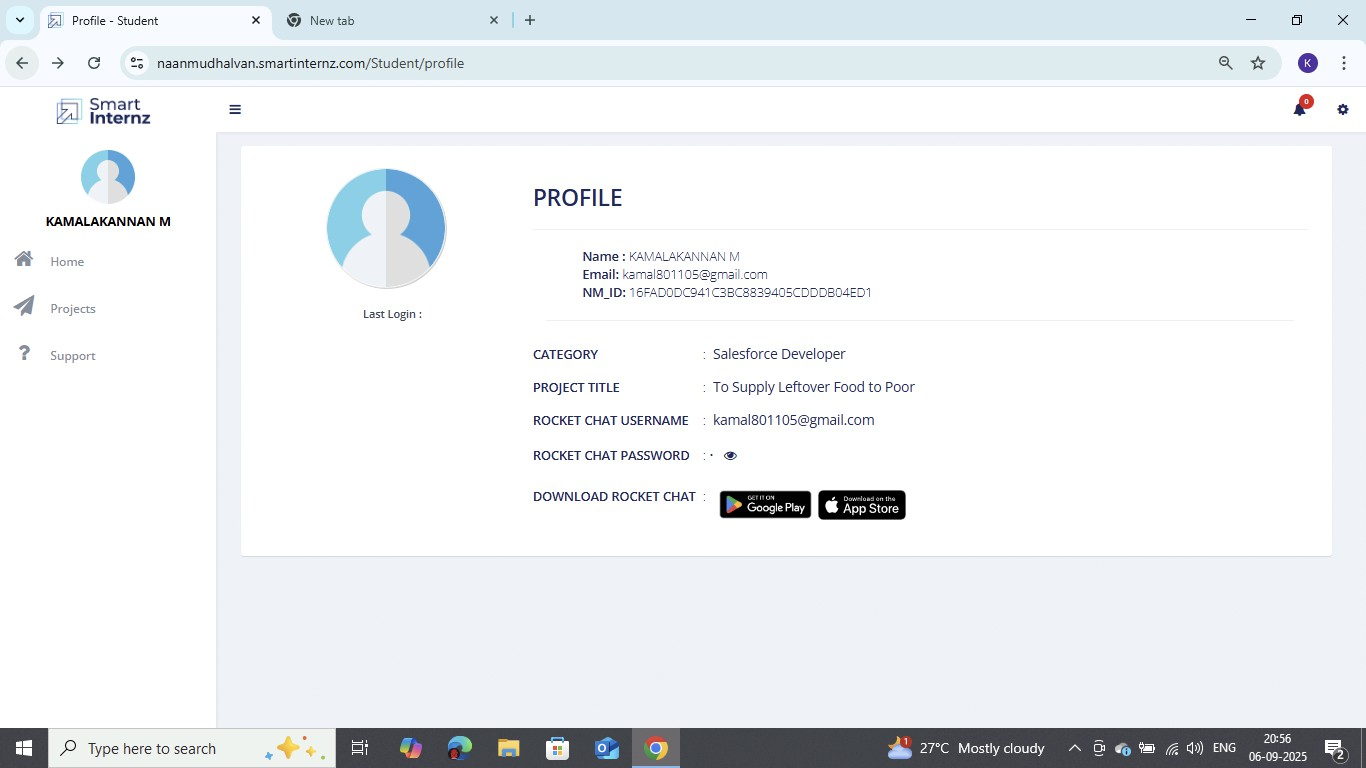 Profile - Student
New tab
naanmudhalvan.smartinternz.com/Student/profile
K
Smart
Internz
0
KAMALAKANNAN M
Home
Projects
Support
Last Login :
PROFILE
Name : KAMALAKANNAN M
Email: kamal801105@gmail.com
NM_ID: 16FAD0DC941C3BC8839405CDDDB04ED1
CATEGORY : Salesforce Developer
PROJECT TITLE : To Supply Leftover Food to Poor
ROCKET CHAT USERNAME : kamal801105@gmail.com
ROCKET CHAT PASSWORD : ·
DOWNLOAD ROCKET CHAT :
GET IT ON
Google Play
Download on the
App Store
Type here to search
1
27°C Mostly cloudy
ENG
20:56
06-09-2025
2